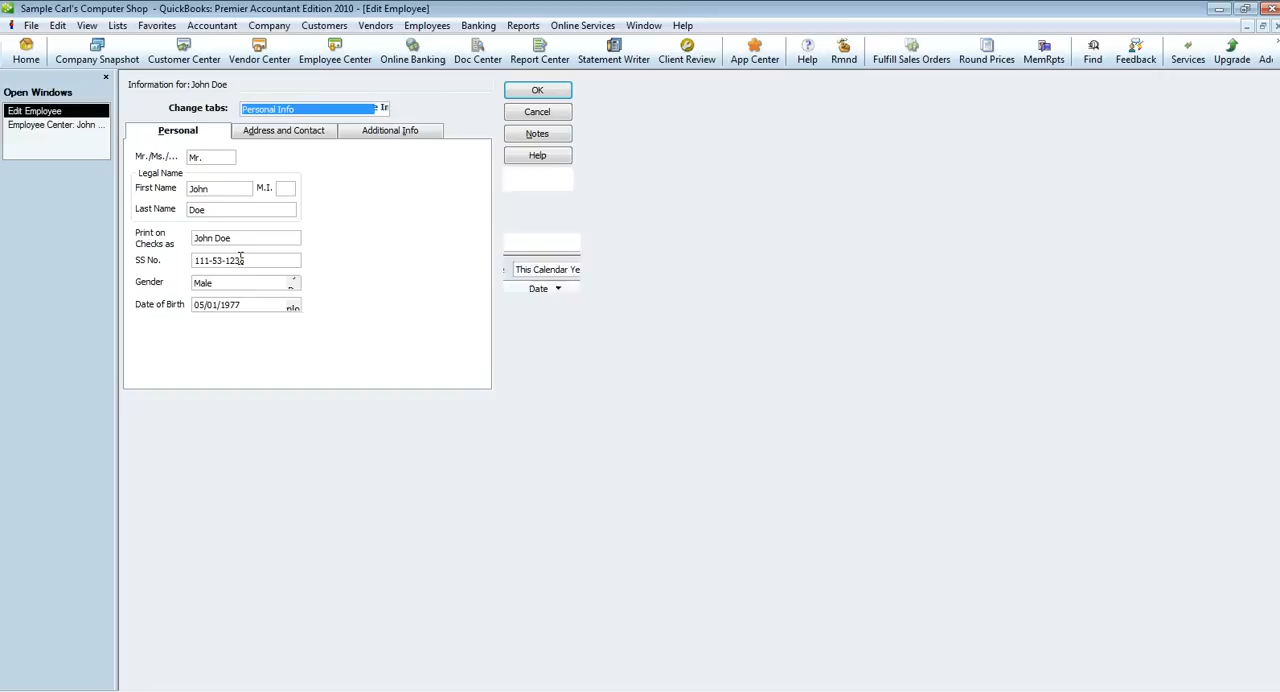 Sample Carl's Computer Shop - QuickBooks: Premier Accountant Edition 2010 - [Edit Employee]
File Edit View Lists Favorites Accountant Company Customers Vendors Employees Banking Reports Online Services Window Help
Home Company Snapshot Customer Center Vendor Center Employee Center Online Banking Doc Center Report Center Statement Writer Client Review App Center Help Rmnd Fulfill Sales Orders Round Prices MemRpts Find Feedback Services Upgrade Ad
Open Windows
Edit Employee
Employee Center: John ...
Information for: John Doe
Change tabs: Personal Info
Personal Address and Contact Additional Info
Mr./Ms./... Mr.
Legal Name
First Name John M.I.
Last Name Doe
Print on
Checks as John Doe
SS No. 111-53-123
Gender Male
Date of Birth 05/01/1977
OK
Cancel
Notes
Help
This Calendar Ye
Date